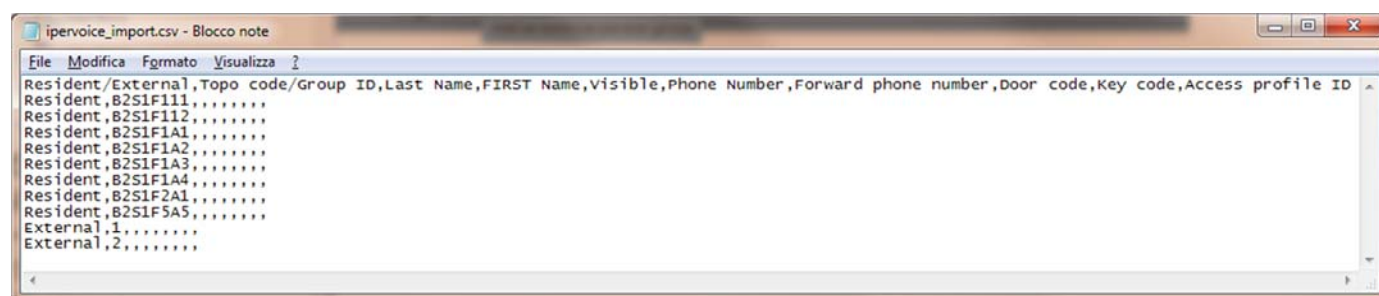 ipervoice_import.csv - Blocco note
File Modifica Formato Visualizza ?
Resident/External,Topo code/Group ID,Last Name,FIRST Name,Visible,Phone Number,Forward phone number,Door code,Key code,Access profile ID
Resident,B2S1F111,,,,,,,,
Resident,B2S1F112,,,,,,,,
Resident,B2S1F1A1,,,,,,,,
Resident,B2S1F1A2,,,,,,,,
Resident,B2S1F1A3,,,,,,,,
Resident,B2S1F1A4,,,,,,,,
Resident,B2S1F2A1,,,,,,,,
Resident,B2S1F5A5,,,,,,,,
External,1,,,,,,,,
External,2,,,,,,,,